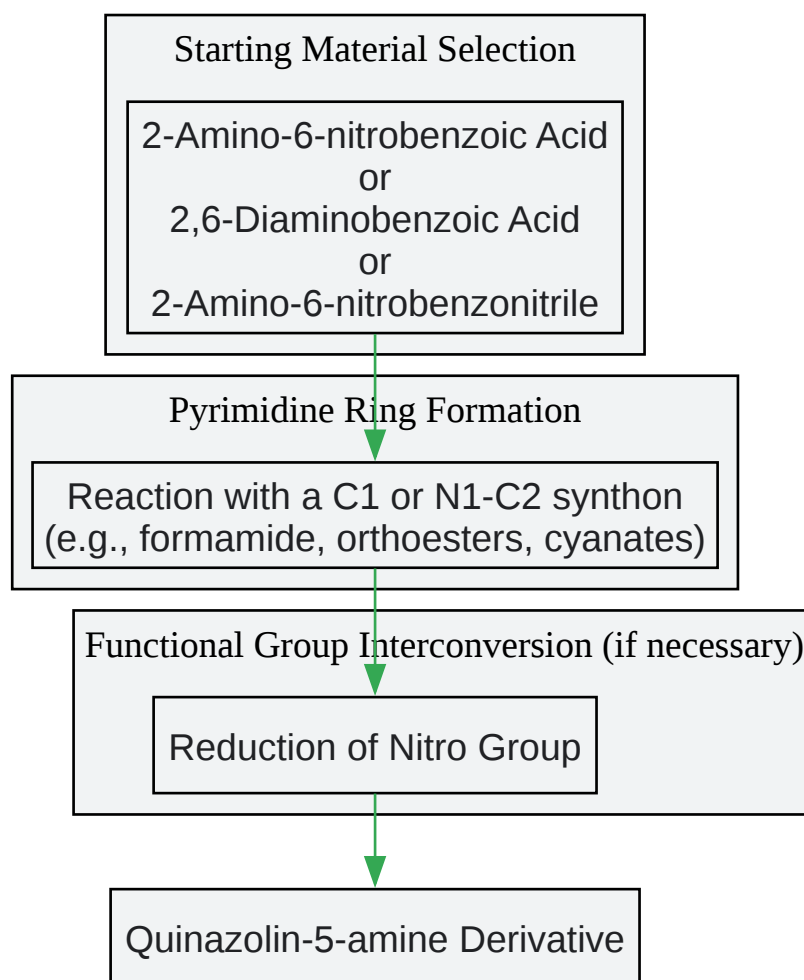 Starting Material Selection
2-Amino-6-nitrobenzoic Acid
or
2,6-Diaminobenzoic Acid
or
2-Amino-6-nitrobenzonitrile
Pyrimidine Ring Formation
Reaction with a C1 or N1-C2 synthon
(e.g., formamide, orthoesters, cyanates)
Functional Group Interconversion (if necessary)
Reduction of Nitro Group
Quinazolin-5-amine Derivative